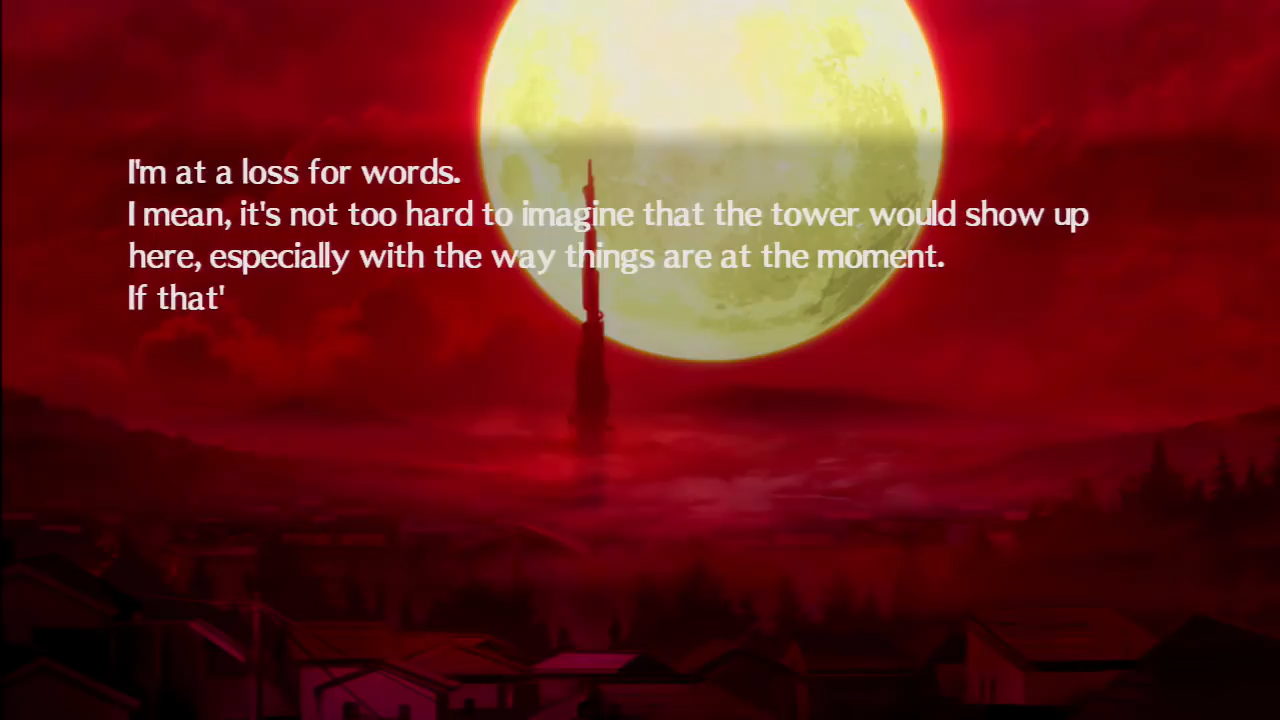 I'm at a loss for words.
I mean, it's not too hard to imagine that the tower would show up
here, especially with the way things are at the moment.
If that'